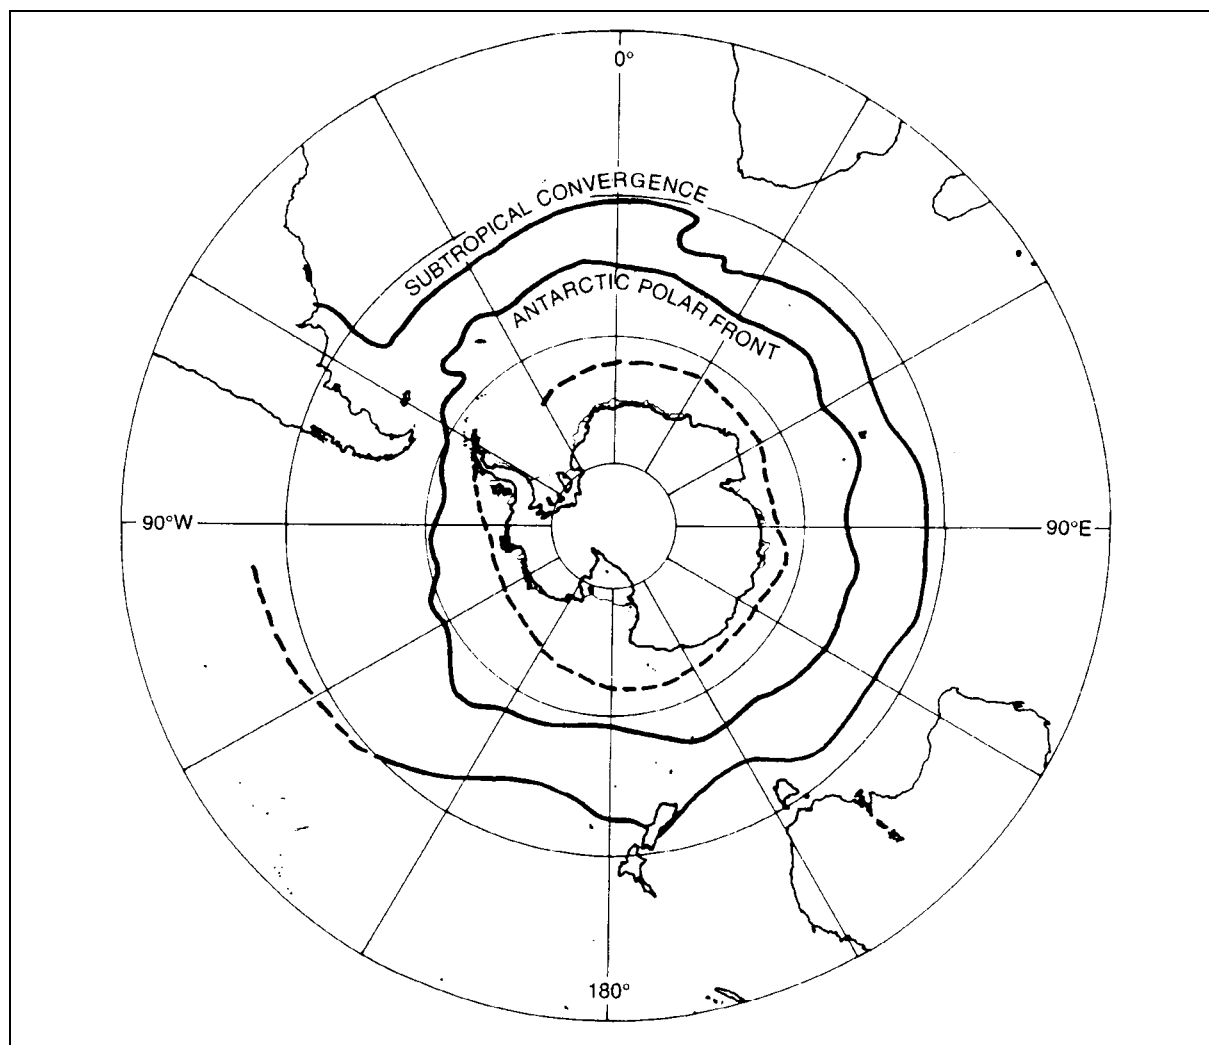 0°
SUBTROPICAL CONVERGENCE
ANTARCTIC POLAR FRONT
90°W
90°E
180°